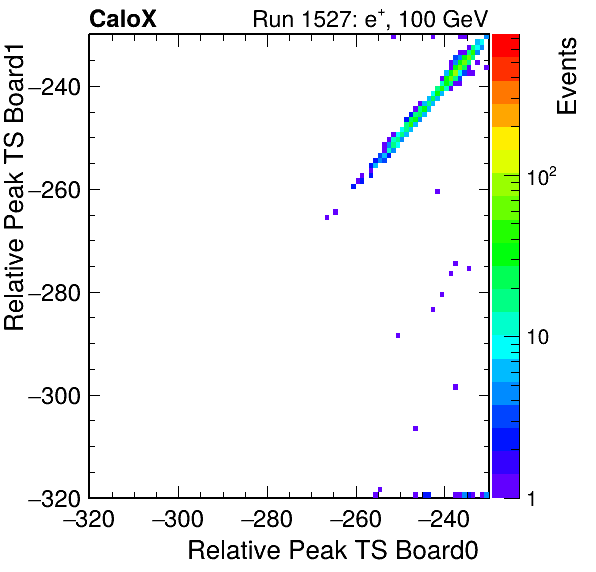 CaloX Run 1527: e⁺, 100 GeV
Relative Peak TS Board1
−240
−260
−280
−300
−320
−320 −300 −280 −260 −240
Relative Peak TS Board0
Events
10²
10
1